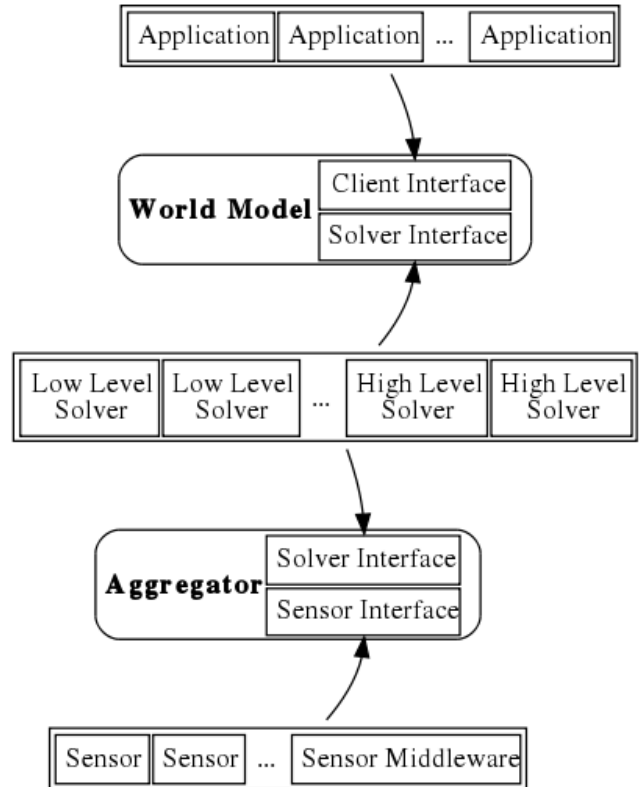 Application Application ... Application
Client Interface
World Model
Solver Interface
Low Level Solver
Low Level Solver
...
High Level Solver
High Level Solver
Solver Interface
Aggregator
Sensor Interface
Sensor Sensor ... Sensor Middleware